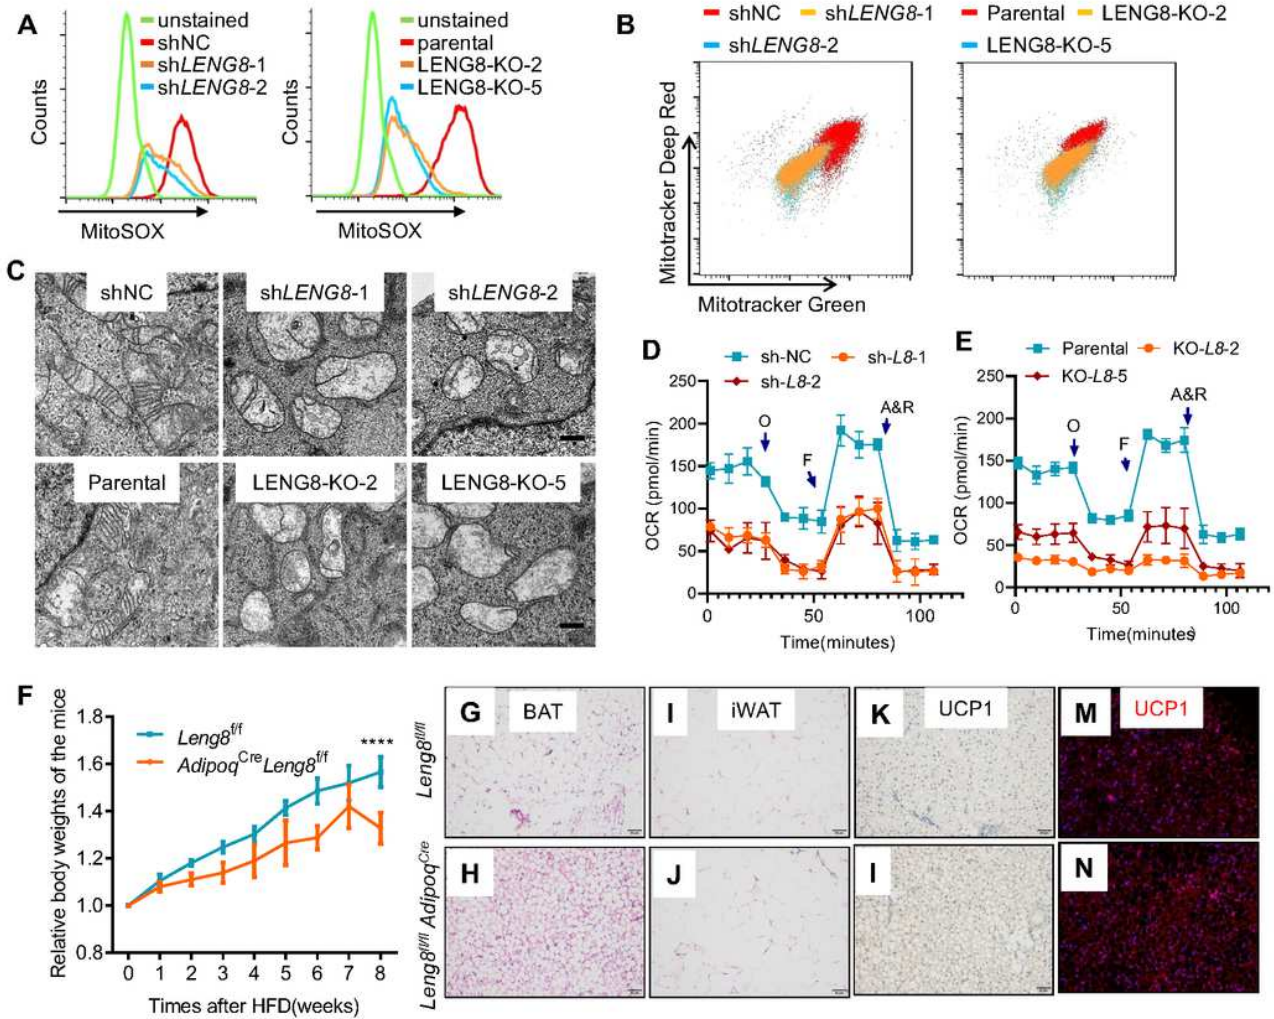 A
unstained
shNC
shLENG8-1
shLENG8-2
Counts
MitoSOX
unstained
parental
LENG8-KO-2
LENG8-KO-5
Counts
MitoSOX
B
shNC
shLENG8-1
shLENG8-2
Parental
LENG8-KO-2
LENG8-KO-5
Mitotracker Deep Red
Mitotracker Green
C
shNC
shLENG8-1
shLENG8-2
Parental
LENG8-KO-2
LENG8-KO-5
D
sh-NC
sh-L8-1
sh-L8-2
OCR (pmol/min)
250
200
150
100
50
0
O
F
A&R
0
50
100
Time(minutes)
E
Parental
KO-L8-2
KO-L8-5
OCR (pmol/min)
250
200
150
100
50
0
O
F
A&R
0
50
100
Time(minutes)
F
Relative body weights of the mice
1.8
1.6
1.4
1.2
1.0
0.8
Leng8f/f
AdipoqCreLeng8f/f
****
0 1 2 3 4 5 6 7 8
Times after HFD(weeks)
Leng8fl/fl
Leng8fl/fl AdipoqCre
G
BAT
I
iWAT
K
UCP1
M
UCP1
H
J
I
N